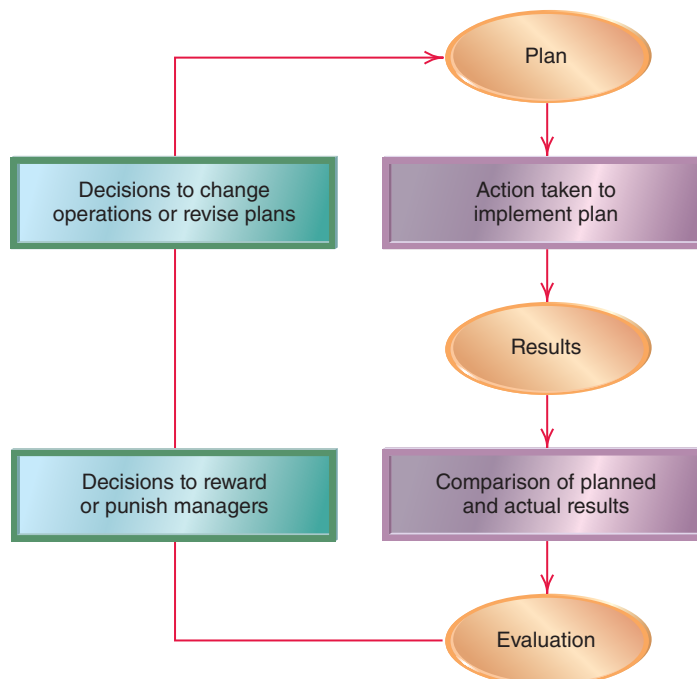 Plan
Decisions to change
operations or revise plans
Action taken to
implement plan
Results
Decisions to reward
or punish managers
Comparison of planned
and actual results
Evaluation